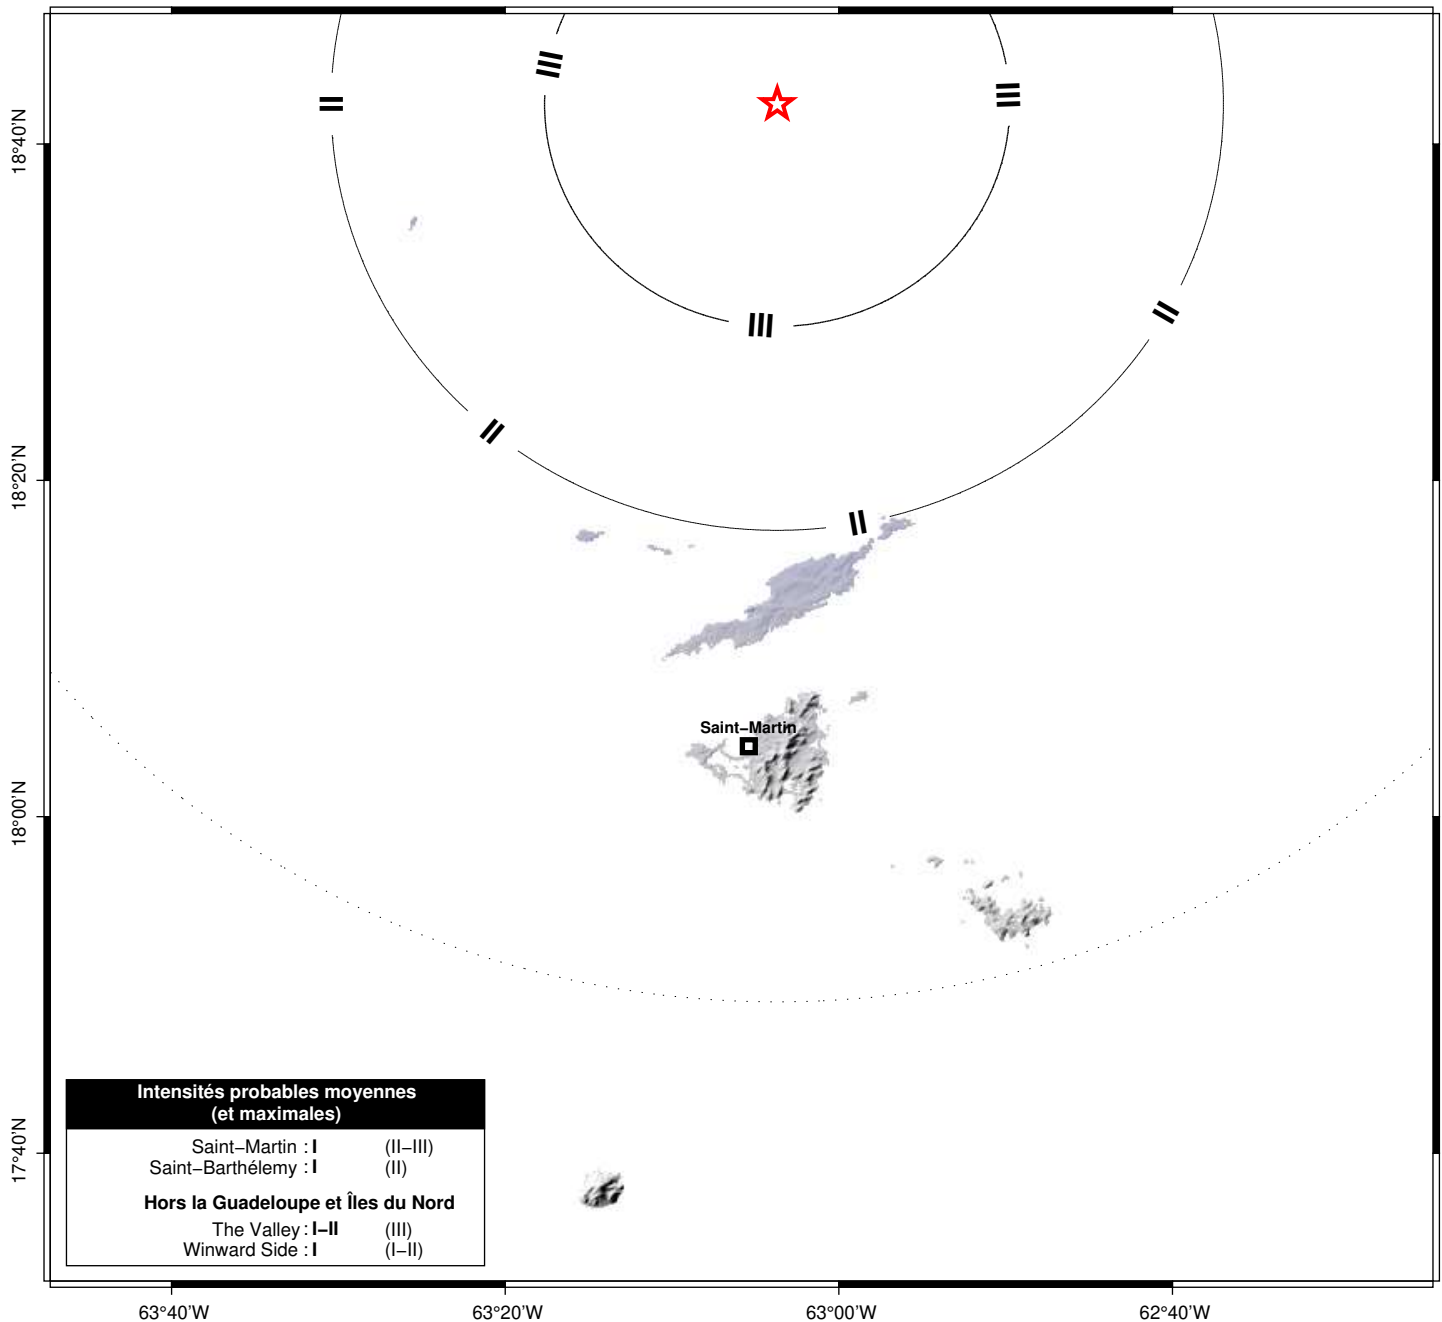 III
II
III
18°40'N
III
II
II
18°20'N
II
Saint–Martin
18°00'N
Intensités probables moyennes
(et maximales)
Saint–Martin : I (II–III)
Saint–Barthélemy : I (II)
17°40'N
Hors la Guadeloupe et Îles du Nord
The Valley : I–II (III)
Winward Side : I (I–II)
63°40'W 63°20'W 63°00'W 62°40'W